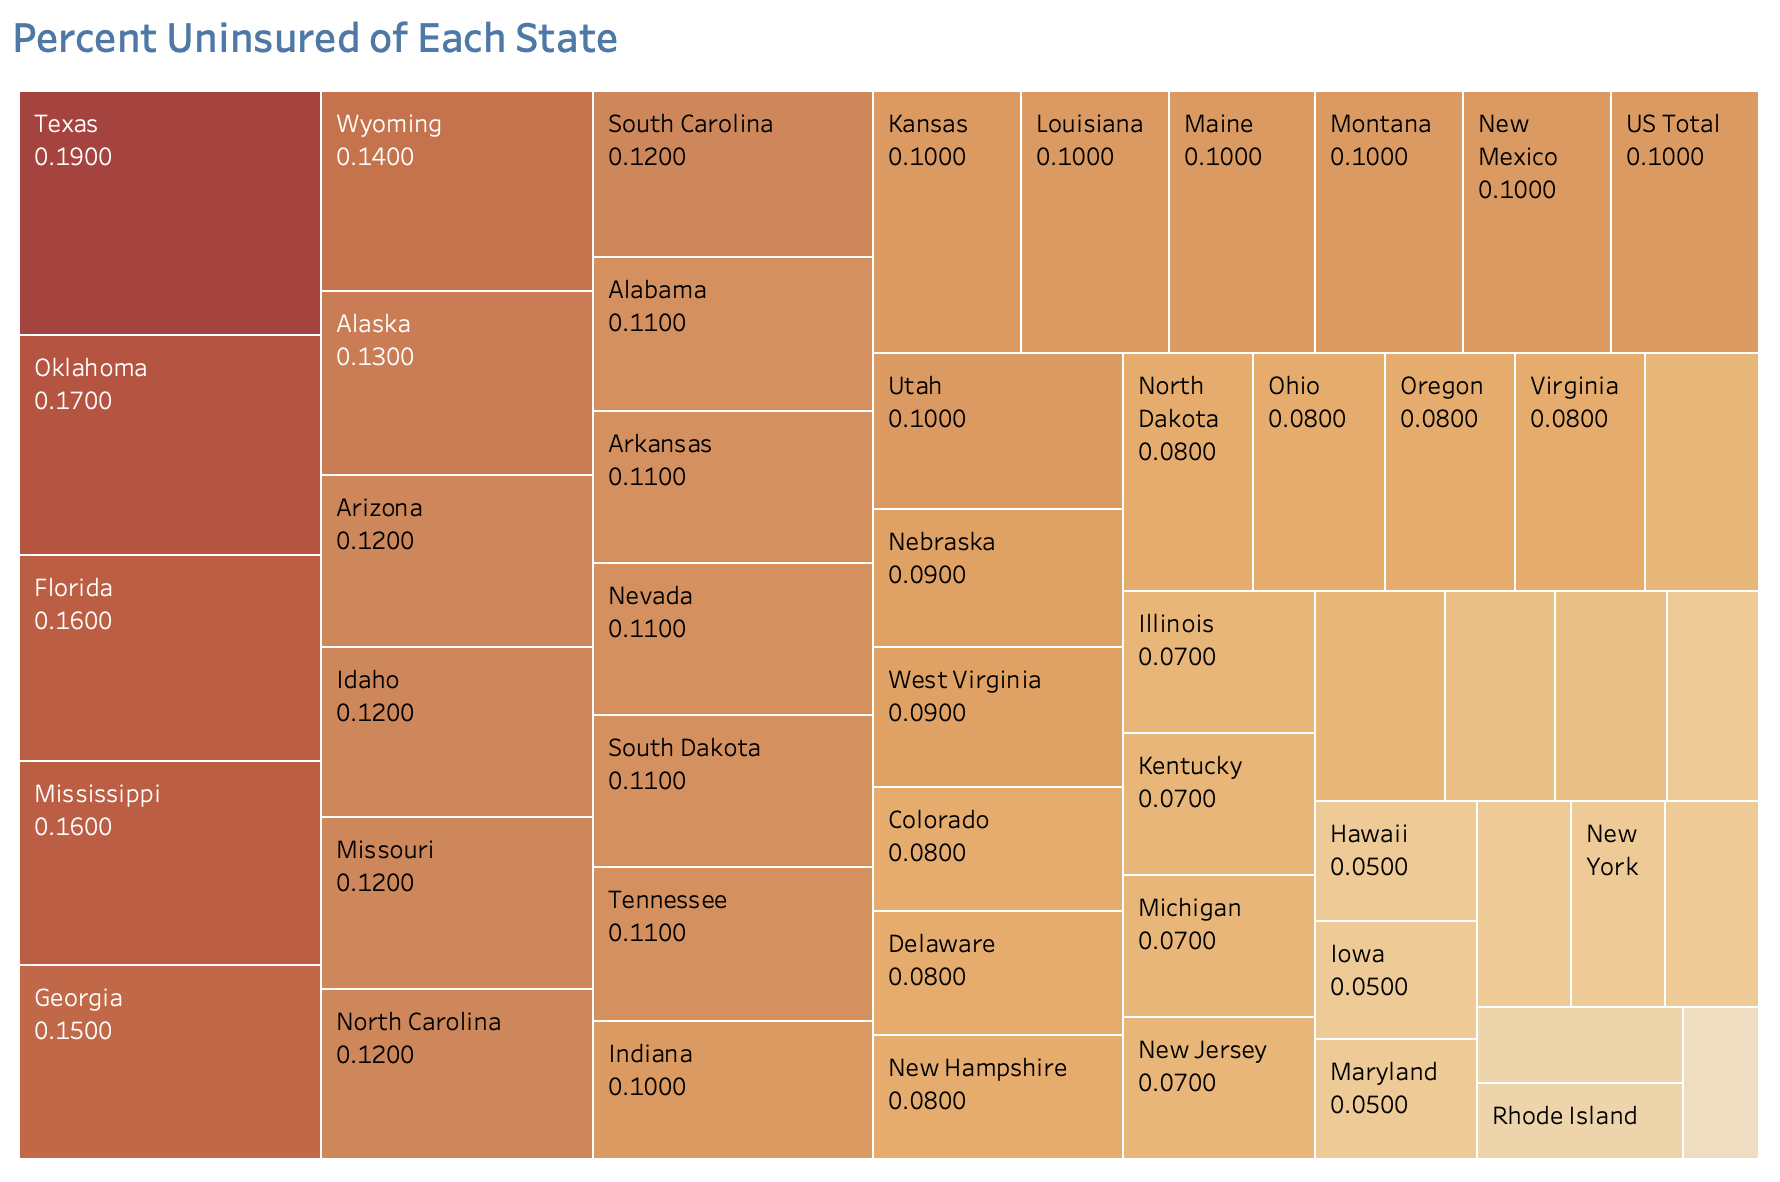 Percent Uninsured of Each State
Texas
0.1900
Oklahoma
0.1700
Florida
0.1600
Mississippi
0.1600
Georgia
0.1500
Wyoming
0.1400
Alaska
0.1300
Arizona
0.1200
Idaho
0.1200
Missouri
0.1200
North Carolina
0.1200
South Carolina
0.1200
Alabama
0.1100
Arkansas
0.1100
Nevada
0.1100
South Dakota
0.1100
Tennessee
0.1100
Indiana
0.1000
Kansas
0.1000
Louisiana
0.1000
Maine
0.1000
Montana
0.1000
New
Mexico
0.1000
US Total
0.1000
Utah
0.1000
Nebraska
0.0900
West Virginia
0.0900
Colorado
0.0800
Delaware
0.0800
New Hampshire
0.0800
North
Dakota
0.0800
Ohio
0.0800
Oregon
0.0800
Virginia
0.0800
Illinois
0.0700
Kentucky
0.0700
Michigan
0.0700
New Jersey
0.0700
Hawaii
0.0500
Iowa
0.0500
Maryland
0.0500
New
York
Rhode Island